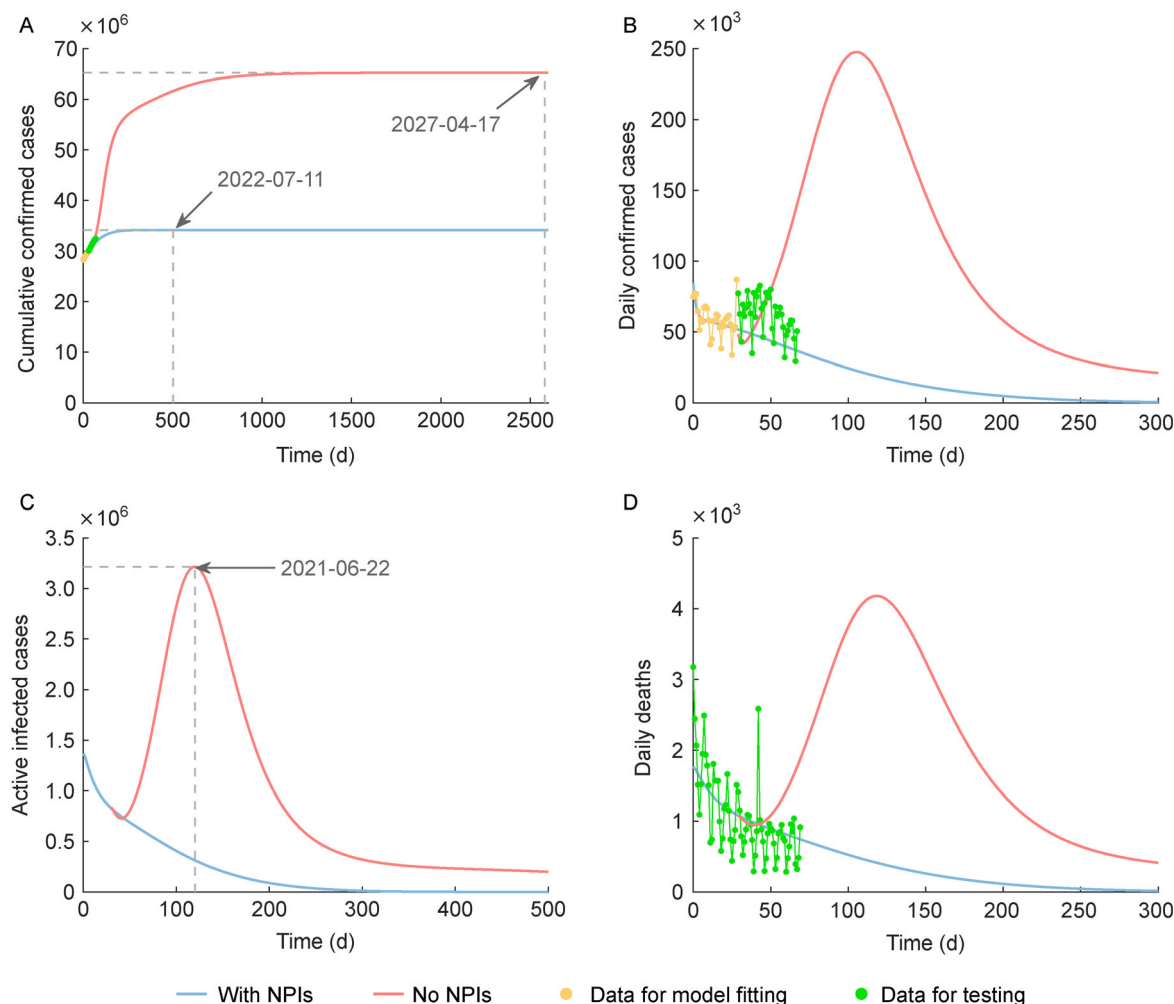 A
×10⁶
70
60
50
40
30
20
10
0
Cumulative confirmed cases
2027-04-17
2022-07-11
0 500 1000 1500 2000 2500
Time (d)
B
×10³
250
200
150
100
50
0
Daily confirmed cases
0 50 100 150 200 250 300
Time (d)
C
×10⁶
3.5
3.0
2.5
2.0
1.5
1.0
0.5
0
Active infected cases
2021-06-22
0 100 200 300 400 500
Time (d)
D
×10³
5
4
3
2
1
0
Daily deaths
0 50 100 150 200 250 300
Time (d)
With NPIs No NPIs Data for model fitting Data for testing